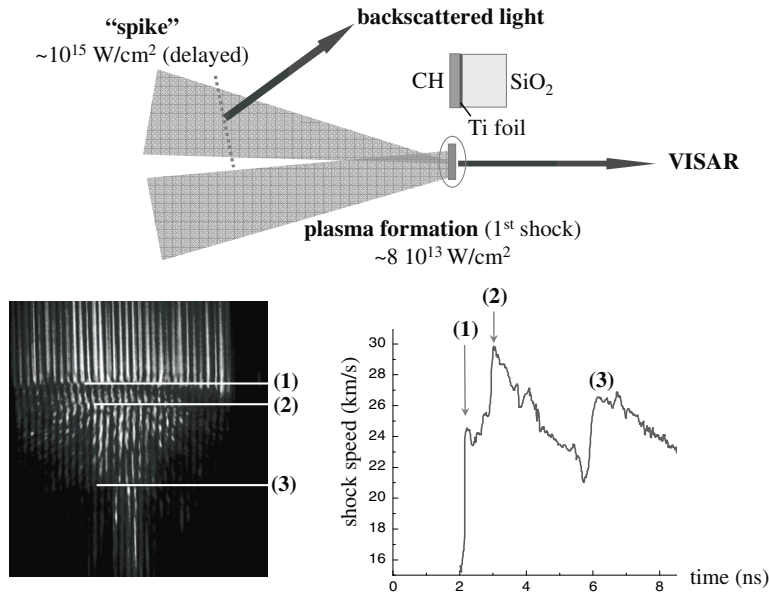 “spike”
~10¹⁵ W/cm² (delayed)
backscattered light
CH
SiO₂
Ti foil
VISAR
plasma formation (1ˢᵗ shock)
~8 10¹³ W/cm²
(1)
(2)
(3)
(2)
(1)
(3)
30
28
26
24
22
20
18
16
shock speed (km/s)
0 2 4 6 8
time (ns)